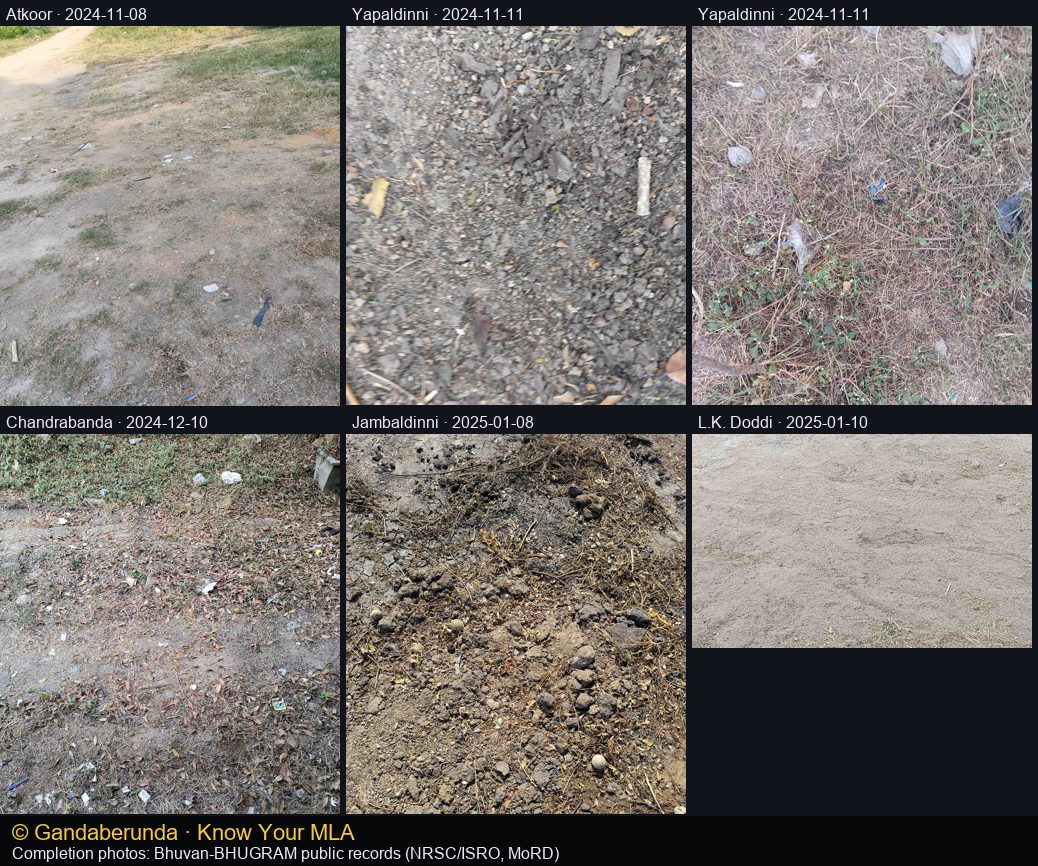 Atkoor · 2024-11-08
Yapaldinni · 2024-11-11
Yapaldinni · 2024-11-11
Chandrabanda · 2024-12-10
Jambaldinni · 2025-01-08
L.K. Doddi · 2025-01-10
© Gandaberunda · Know Your MLA
Completion photos: Bhuvan-BHUGRAM public records (NRSC/ISRO, MoRD)